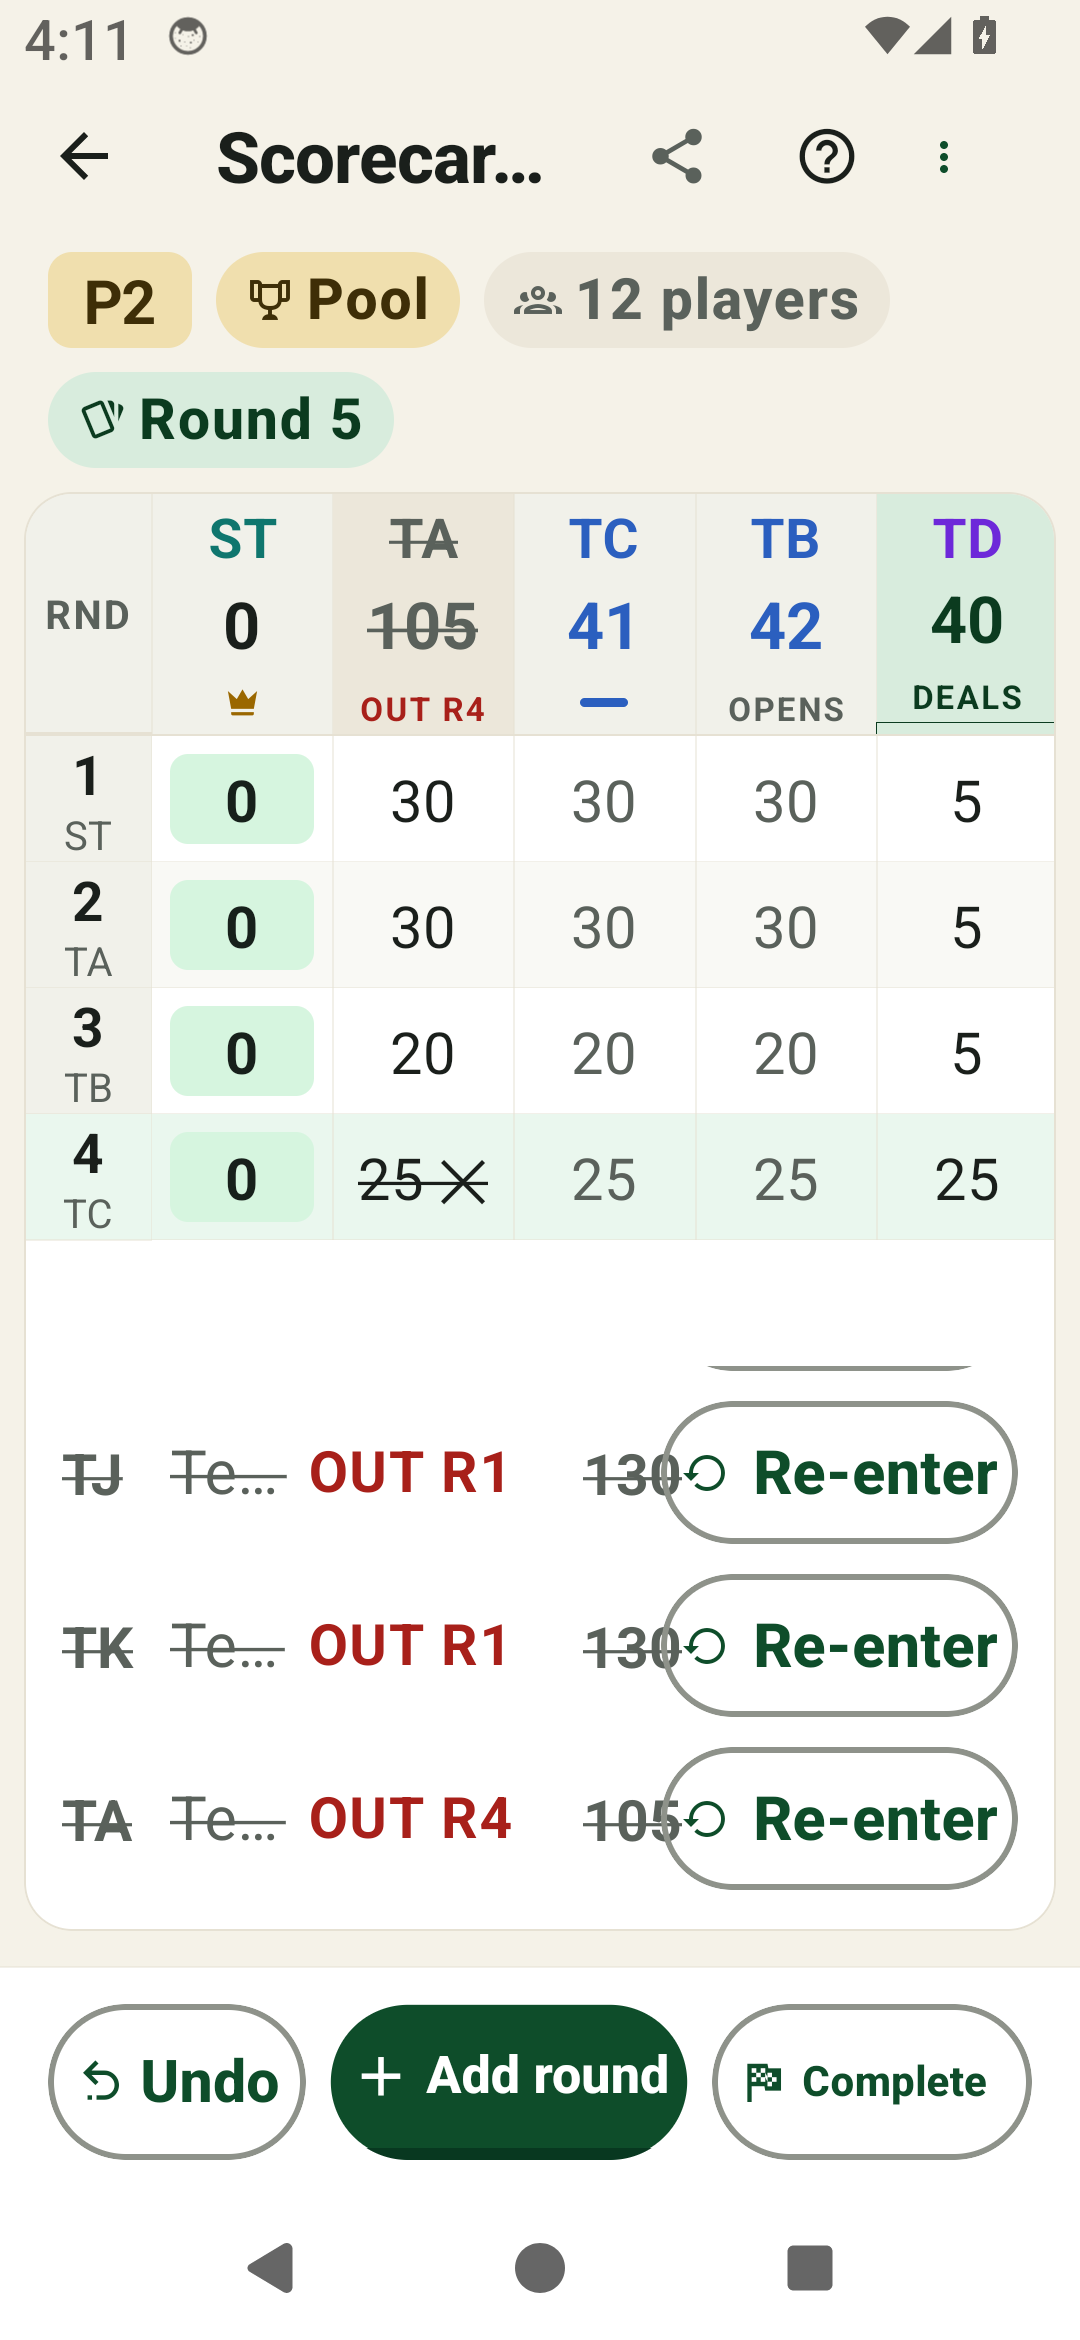 4:11
Scorecar...
P2 Pool 12 players
Round 5
RND ST TA TC TB TD
0 105 41 42 40
OUT R4 OPENS DEALS
1 0 30 30 30 5
ST
2 0 30 30 30 5
TA
3 0 20 20 20 5
TB
4 0 25 25 25 25
TC
TJ Te... OUT R1 130 Re-enter
TK Te... OUT R1 130 Re-enter
TA Te... OUT R4 105 Re-enter
Undo Add round Complete